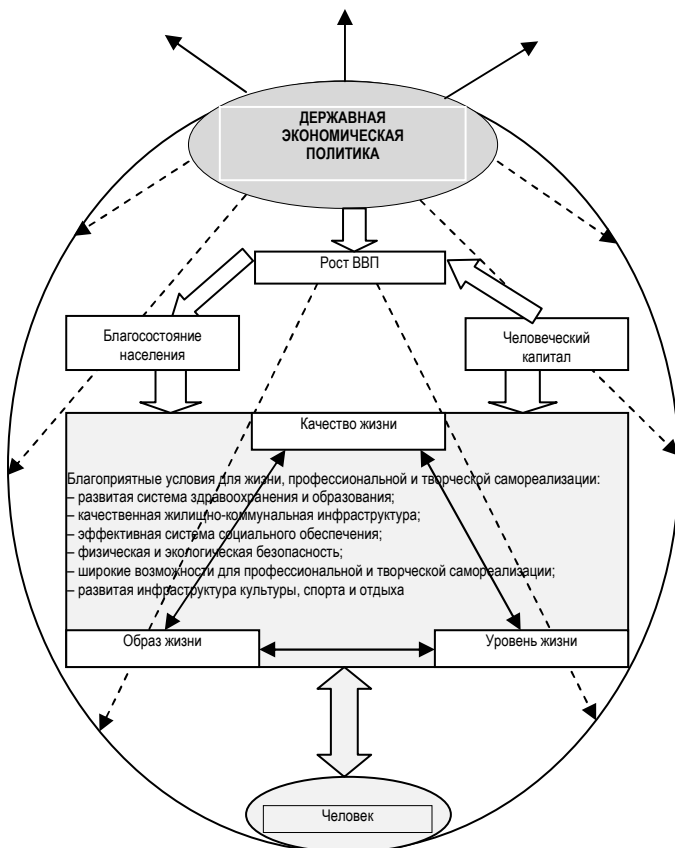 ДЕРЖАВНАЯ
ЭКОНОМИЧЕСКАЯ
ПОЛИТИКА
Рост ВВП
Благосостояние
населения
Человеческий
капитал
Качество жизни
Благоприятные условия для жизни, профессиональной и творческой самореализации:
– развитая система здравоохранения и образования;
– качественная жилищно-коммунальная инфраструктура;
– эффективная система социального обеспечения;
– физическая и экологическая безопасность;
– широкие возможности для профессиональной и творческой самореализации;
– развитая инфраструктура культуры, спорта и отдыха
Образ жизни
Уровень жизни
Человек